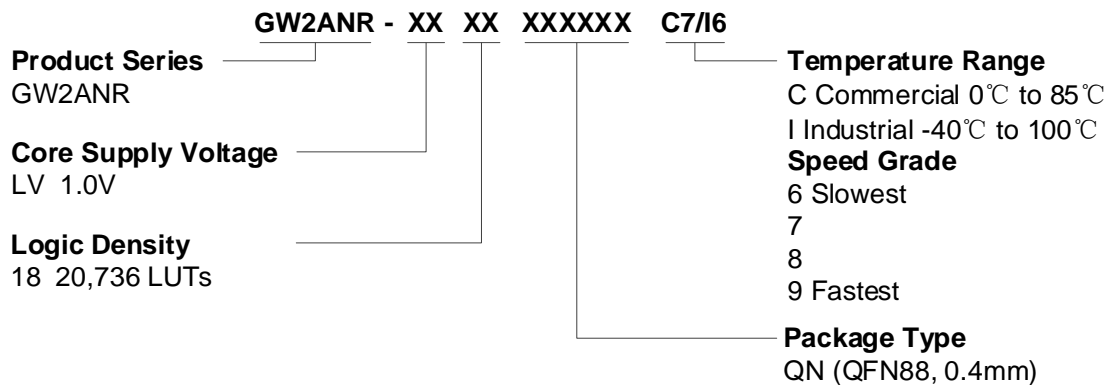 GW2ANR - XX XX XXXXXX C7/I6
Product Series
GW2ANR
Core Supply Voltage
LV 1.0V
Logic Density
18 20,736 LUTs
Temperature Range
C Commercial 0℃ to 85℃
I Industrial -40℃ to 100℃
Speed Grade
6 Slowest
7
8
9 Fastest
Package Type
QN (QFN88, 0.4mm)